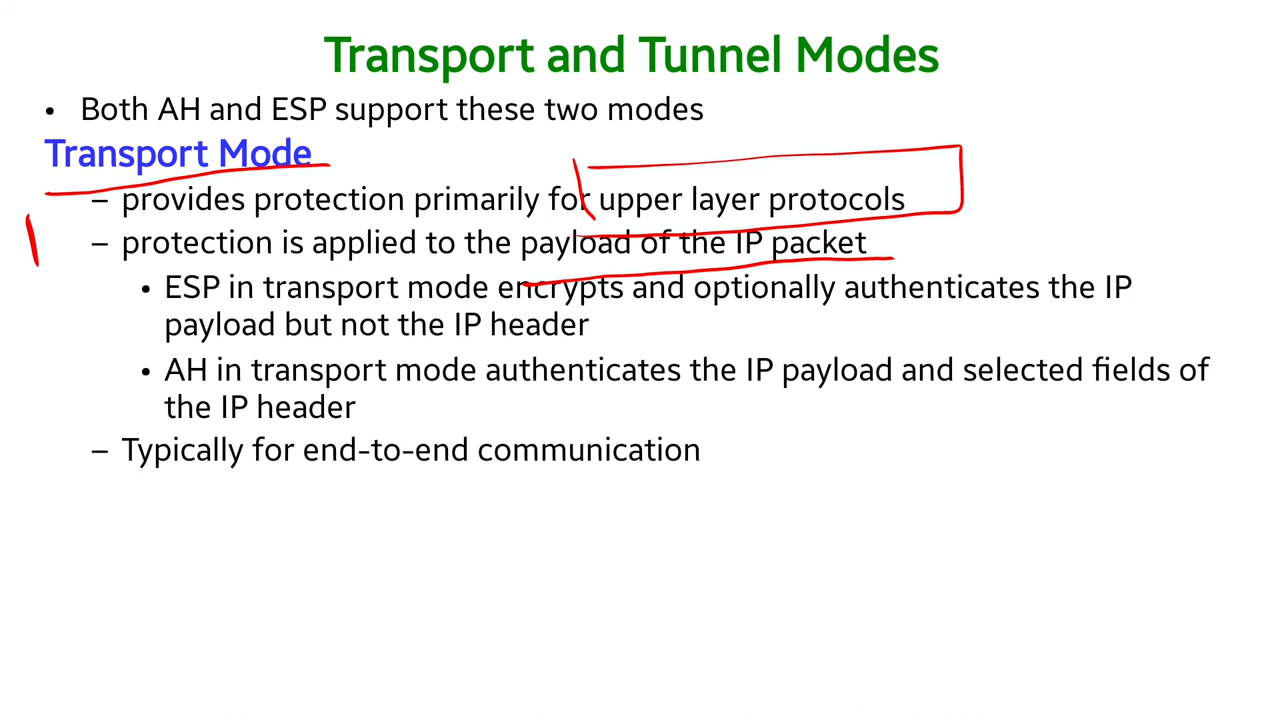 Transport and Tunnel Modes
• Both AH and ESP support these two modes
Transport Mode
– provides protection primarily for upper layer protocols
– protection is applied to the payload of the IP packet
• ESP in transport mode encrypts and optionally authenticates the IP
payload but not the IP header
• AH in transport mode authenticates the IP payload and selected fields of
the IP header
– Typically for end-to-end communication